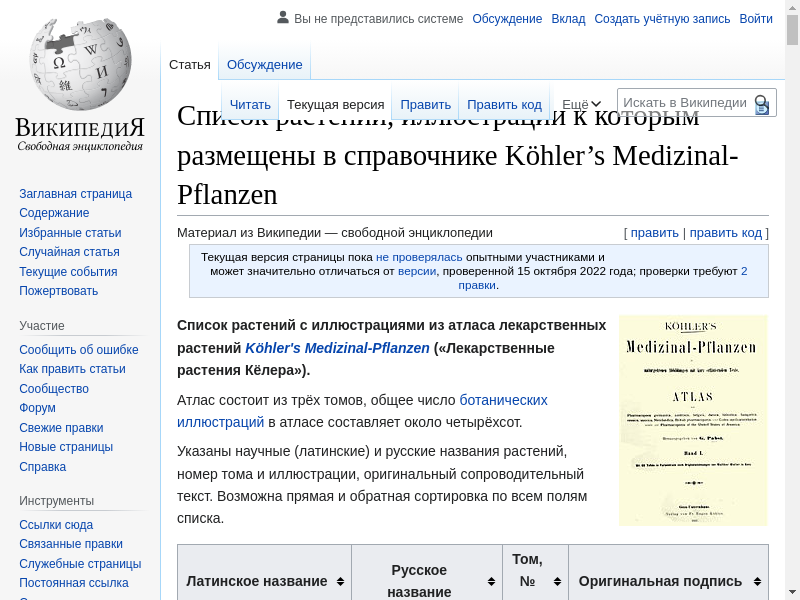 Вы не представились системе Обсуждение Вклад Создать учётную запись Войти
Статья Обсуждение
Читать Текущая версия Править Править код Ещё Искать в Википедии
ВикипедиЯ
Свободная энциклопедия
Заглавная страница
Содержание
Избранные статьи
Случайная статья
Текущие события
Пожертвовать
Участие
Сообщить об ошибке
Как править статьи
Сообщество
Форум
Свежие правки
Новые страницы
Справка
Инструменты
Ссылки сюда
Связанные правки
Служебные страницы
Постоянная ссылка
Список растений, иллюстрации к которым
размещены в справочнике Köhler’s Medizinal-
Pflanzen
Материал из Википедии — свободной энциклопедии [ править | править код ]
Текущая версия страницы пока не проверялась опытными участниками и
может значительно отличаться от версии, проверенной 15 октября 2022 года; проверки требуют 2
правки.
Список растений с иллюстрациями из атласа лекарственных
растений Köhler's Medizinal-Pflanzen («Лекарственные
растения Кёлера»).
Атлас состоит из трёх томов, общее число ботанических
иллюстраций в атласе составляет около четырёхсот.
Указаны научные (латинские) и русские названия растений,
номер тома и иллюстрации, оригинальный сопроводительный
текст. Возможна прямая и обратная сортировка по всем полям
списка.
KÖHLER'S
Medizinal-Pflanzen
ATLAS
Band I.
Латинское название Русское название Том, № Оригинальная подпись